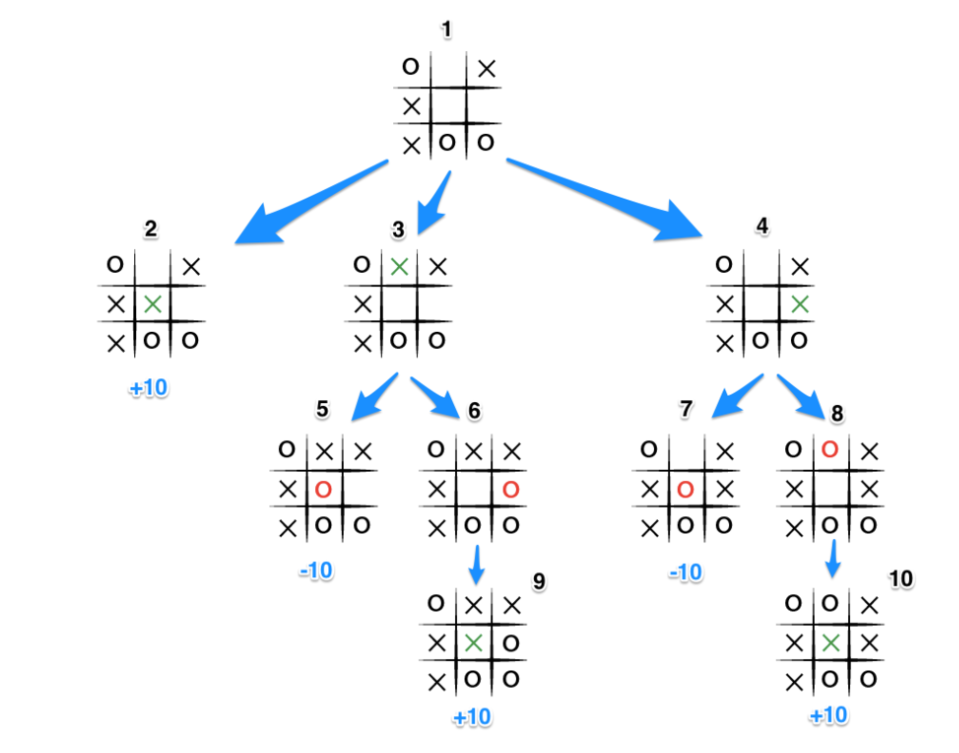 1
O X
X
X O O
2 3 4
O X O X X O X
X X X X X
X O O X O O X O O
+10
5 6 7 8
O X X O X X O X O O X
X O X O X O X X X
X O O X O O X O O X O O
-10 -10
9 10
O X X O O X
X X O X X X
X O O X O O
+10 +10